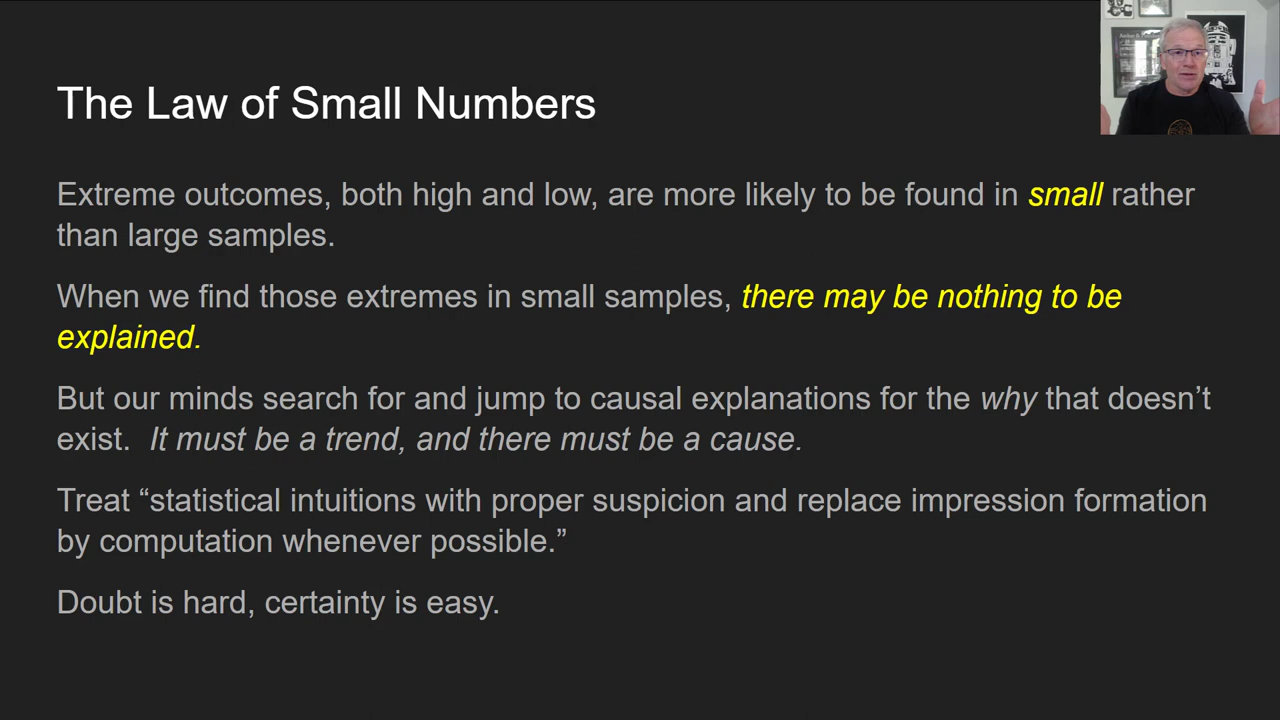 The Law of Small Numbers
Extreme outcomes, both high and low, are more likely to be found in small rather
than large samples.
When we find those extremes in small samples, there may be nothing to be
explained.
But our minds search for and jump to causal explanations for the why that doesn’t
exist.  It must be a trend, and there must be a cause.
Treat “statistical intuitions with proper suspicion and replace impression formation
by computation whenever possible.”
Doubt is hard, certainty is easy.